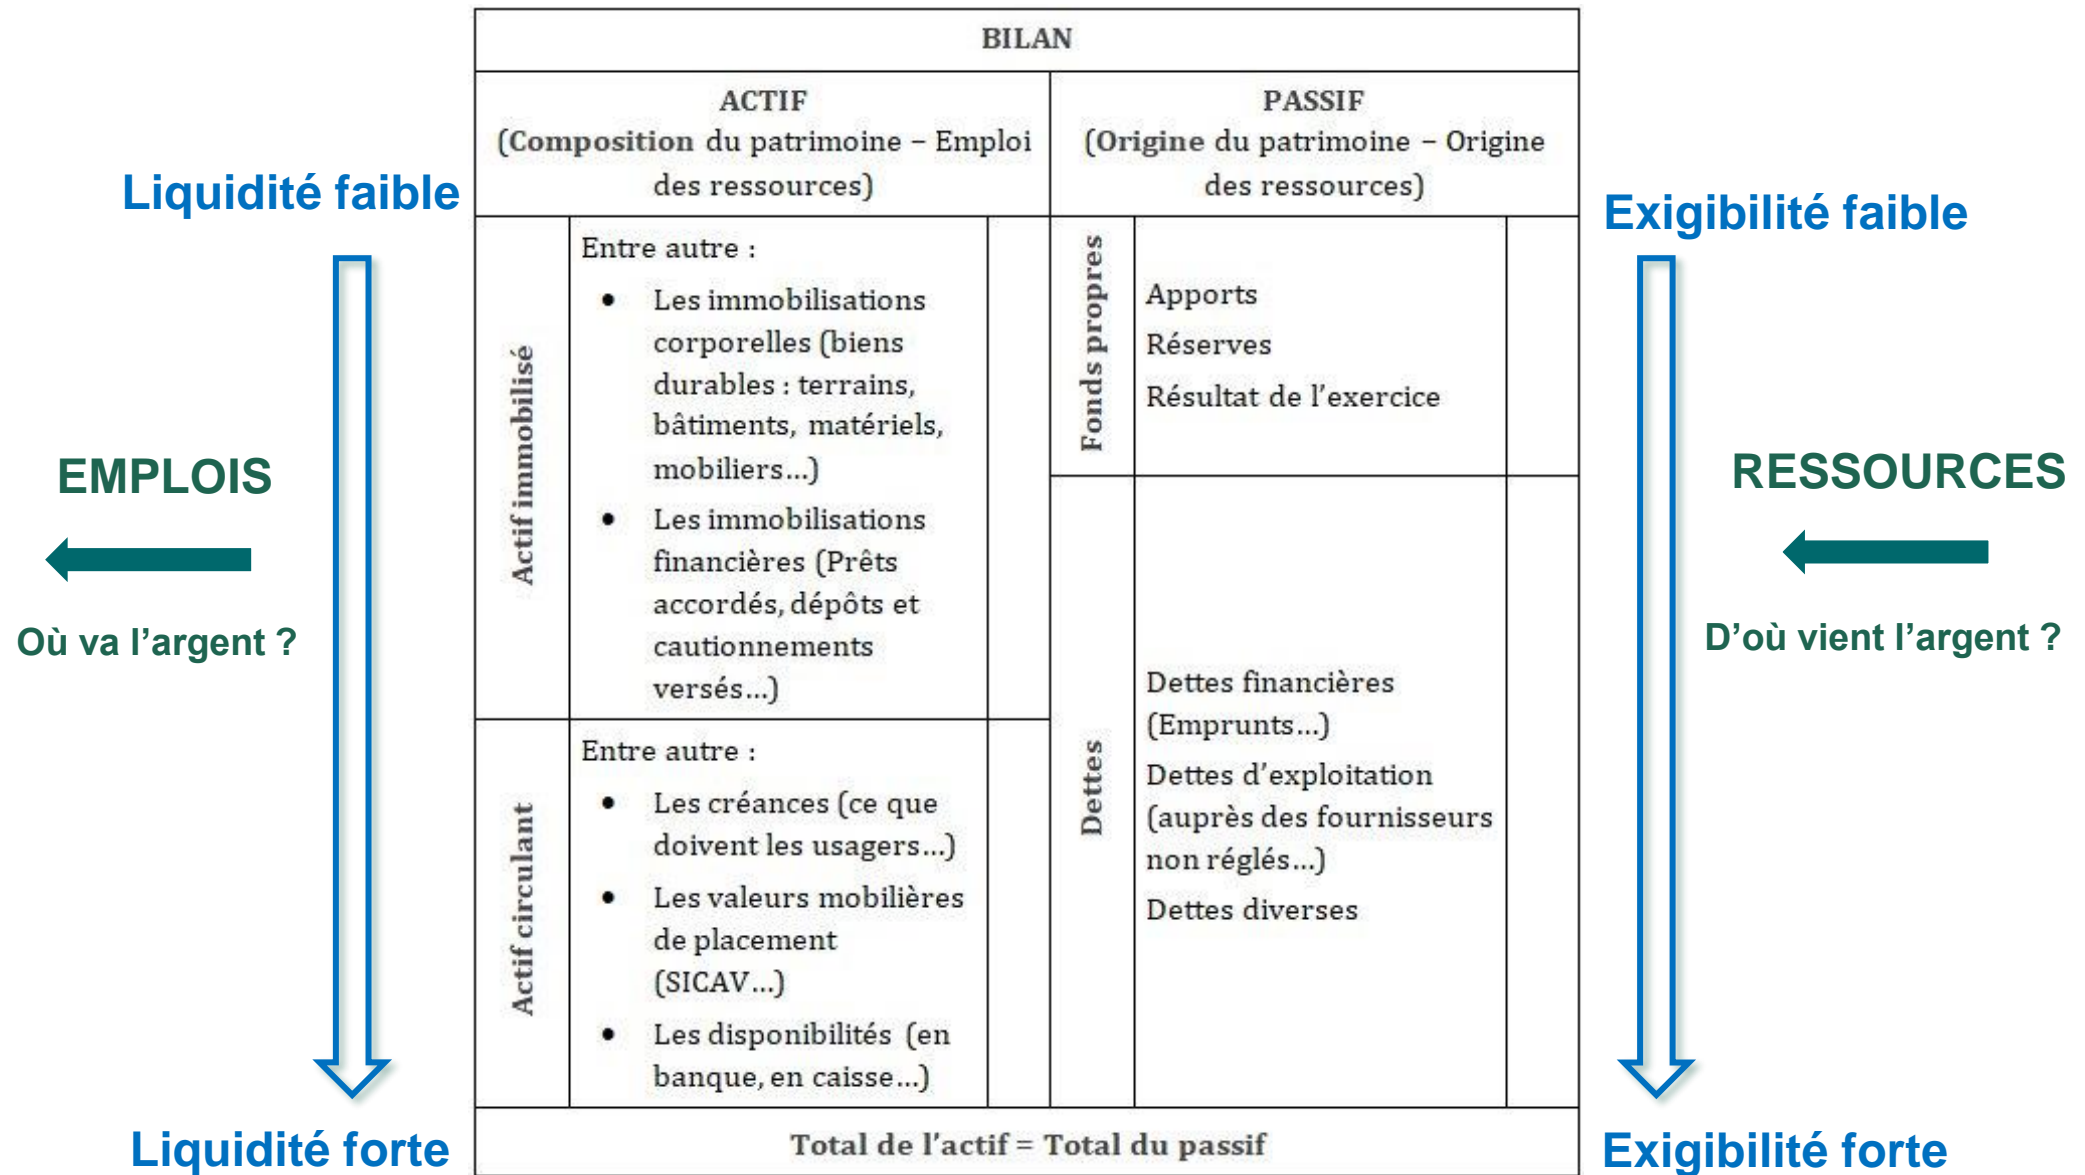 BILAN
ACTIF
(Composition du patrimoine – Emploi
des ressources)
PASSIF
(Origine du patrimoine – Origine
des ressources)
Liquidité faible
Exigibilité faible
EMPLOIS
Où va l’argent ?
Actif immobilisé
Entre autre :
• Les immobilisations
corporelles (biens
durables : terrains,
bâtiments, matériels,
mobiliers...)
• Les immobilisations
financières (Prêts
accordés, dépôts et
cautionnements
versés...)
Fonds propres
Apports
Réserves
Résultat de l’exercice
RESSOURCES
D’où vient l’argent ?
Actif circulant
Entre autre :
• Les créances (ce que
doivent les usagers...)
• Les valeurs mobilières
de placement
(SICAV...)
• Les disponibilités (en
banque, en caisse...)
Dettes
Dettes financières
(Emprunts...)
Dettes d’exploitation
(auprès des fournisseurs
non réglés...)
Dettes diverses
Liquidité forte
Total de l’actif = Total du passif
Exigibilité forte